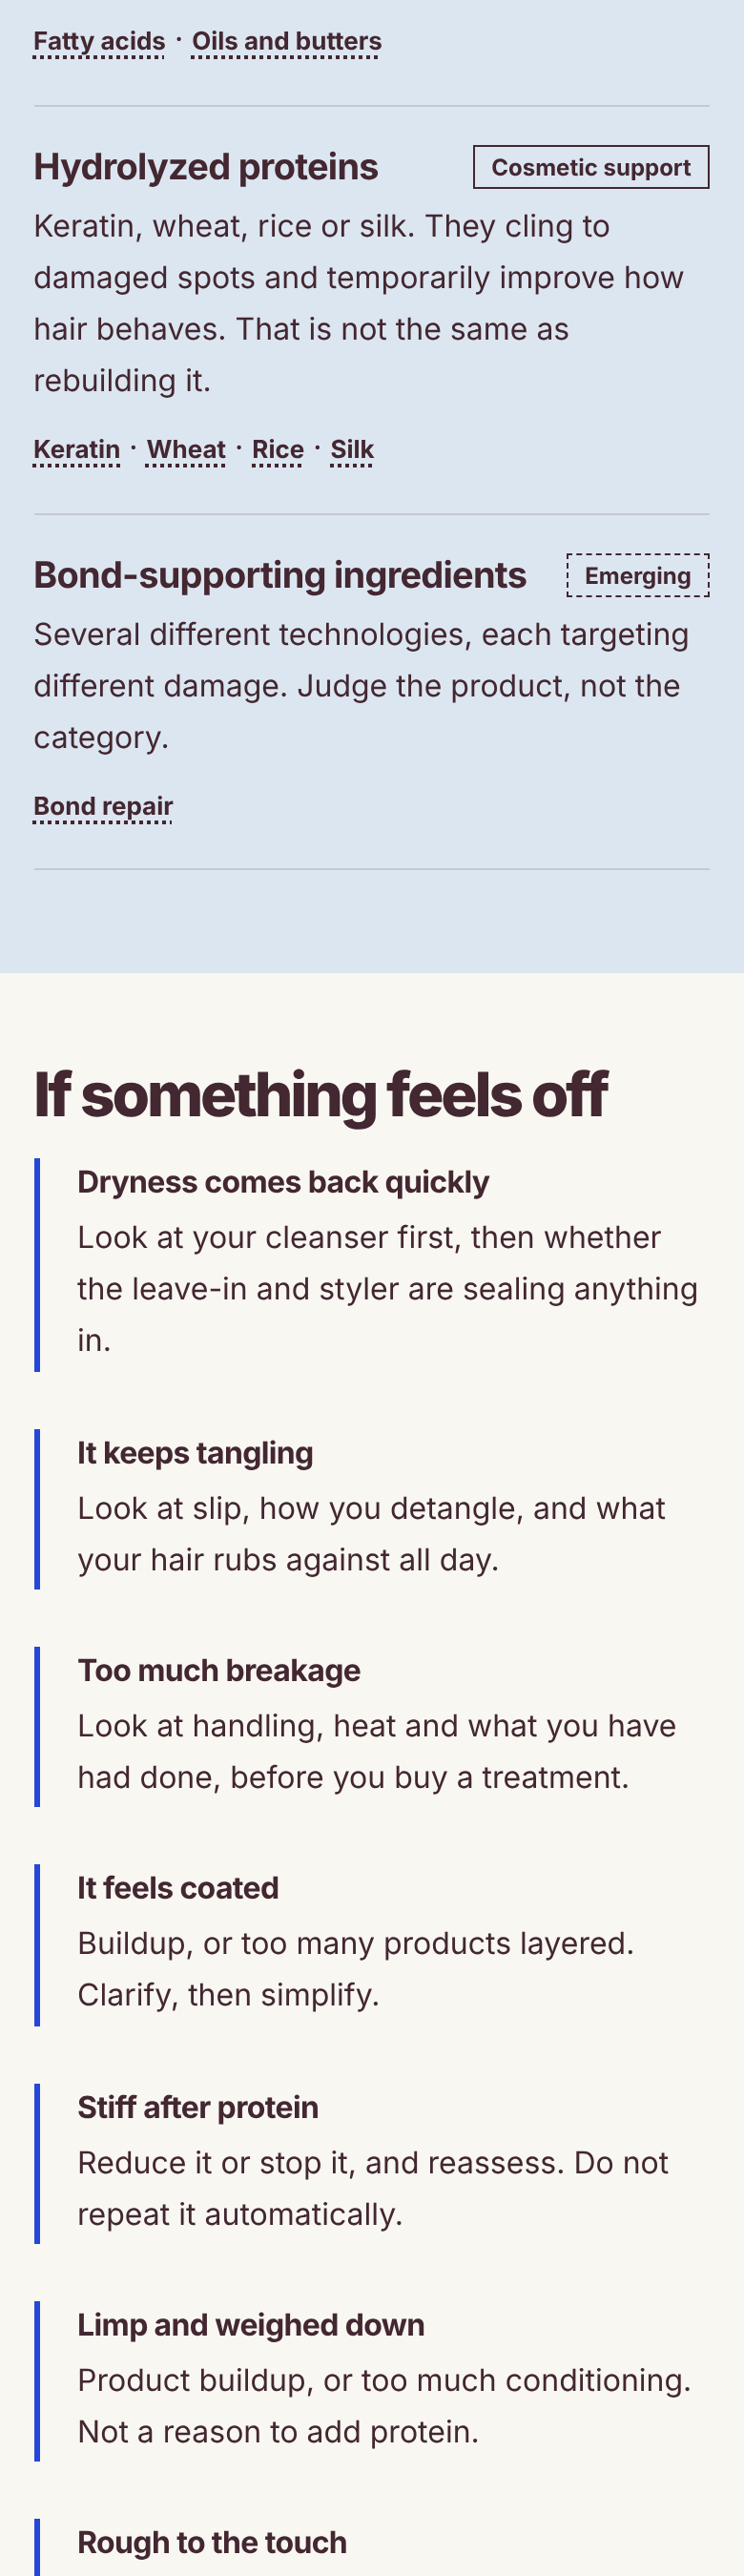 Fatty acids · Oils and butters
Hydrolyzed proteins
Cosmetic support
Keratin, wheat, rice or silk. They cling to
damaged spots and temporarily improve how
hair behaves. That is not the same as
rebuilding it.
Keratin · Wheat · Rice · Silk
Bond-supporting ingredients
Emerging
Several different technologies, each targeting
different damage. Judge the product, not the
category.
Bond repair
If something feels off
Dryness comes back quickly
Look at your cleanser first, then whether
the leave-in and styler are sealing anything
in.
It keeps tangling
Look at slip, how you detangle, and what
your hair rubs against all day.
Too much breakage
Look at handling, heat and what you have
had done, before you buy a treatment.
It feels coated
Buildup, or too many products layered.
Clarify, then simplify.
Stiff after protein
Reduce it or stop it, and reassess. Do not
repeat it automatically.
Limp and weighed down
Product buildup, or too much conditioning.
Not a reason to add protein.
Rough to the touch